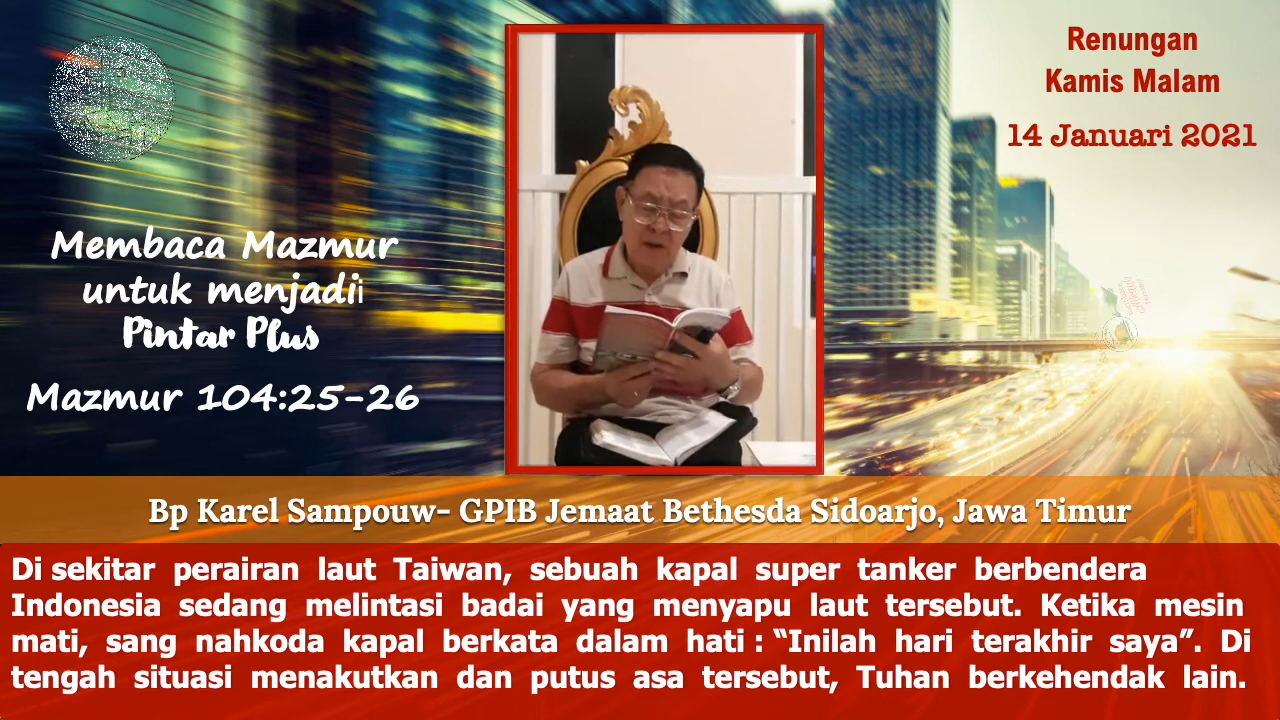 Renungan
Kamis Malam
14 Januari 2021
Membaca Mazmur
untuk menjadii
Pintar Plus
Mazmur 104:25-26
Bp Karel Sampouw- GPIB Jemaat Bethesda Sidoarjo, Jawa Timur
Di sekitar perairan laut Taiwan, sebuah kapal super tanker berbendera
Indonesia sedang melintasi badai yang menyapu laut tersebut. Ketika mesin
mati, sang nahkoda kapal berkata dalam hati : “Inilah hari terakhir saya”. Di
tengah situasi menakutkan dan putus asa tersebut, Tuhan berkehendak lain.